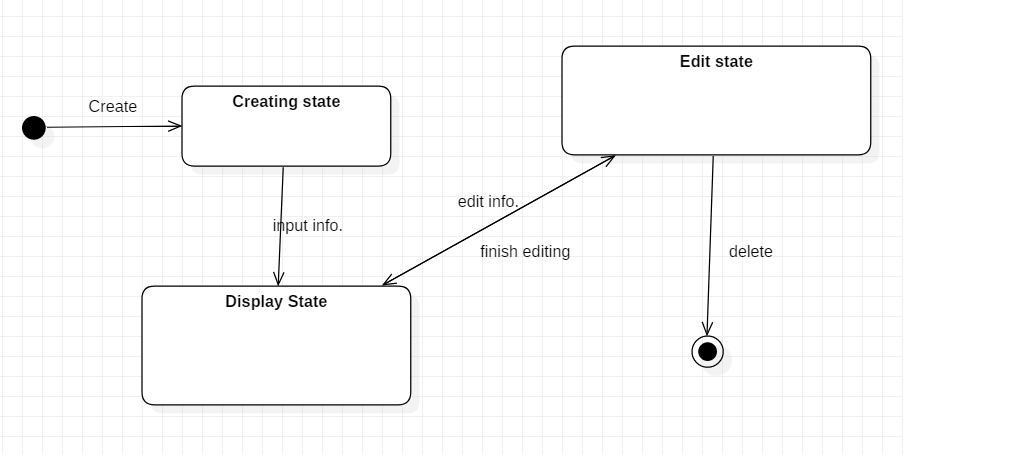 Edit state
Creating state
Create
edit info.
input info.
finish editing
delete
Display State